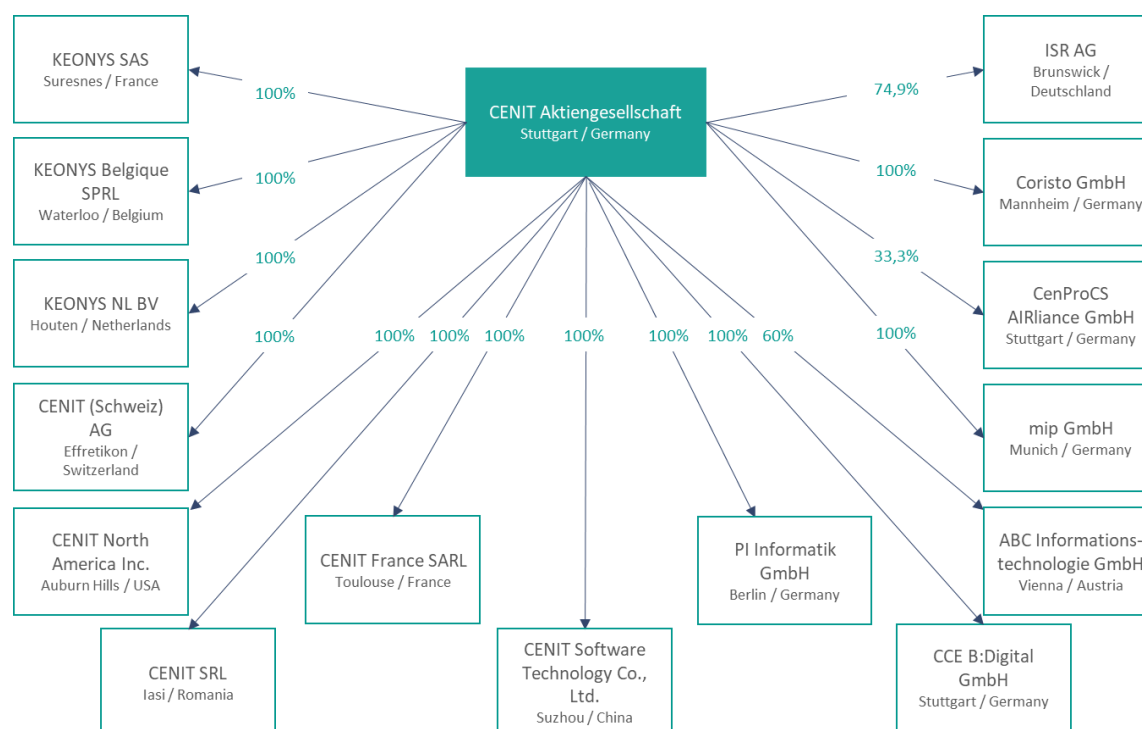 KEONYS SAS
Suresnes / France
100%
CENIT Aktiengesellschaft
Stuttgart / Germany
74,9%
ISR AG
Brunswick /
Deutschland
KEONYS Belgique
SPRL
Waterloo / Belgium
100%
100%
Coristo GmbH
Mannheim / Germany
KEONYS NL BV
Houten / Netherlands
100%
33,3%
CenProCS
AIRliance GmbH
Stuttgart / Germany
100%
100%
100%
100%
100%
100%
100%
60%
100%
CENIT (Schweiz)
AG
Effretikon /
Switzerland
mip GmbH
Munich / Germany
CENIT North
America Inc.
Auburn Hills / USA
CENIT France SARL
Toulouse / France
PI Informatik
GmbH
Berlin / Germany
ABC Informations-
technologie GmbH
Vienna / Austria
CENIT SRL
Iasi / Romania
CENIT Software
Technology Co.,
Ltd.
Suzhou / China
CCE B:Digital
GmbH
Stuttgart / Germany